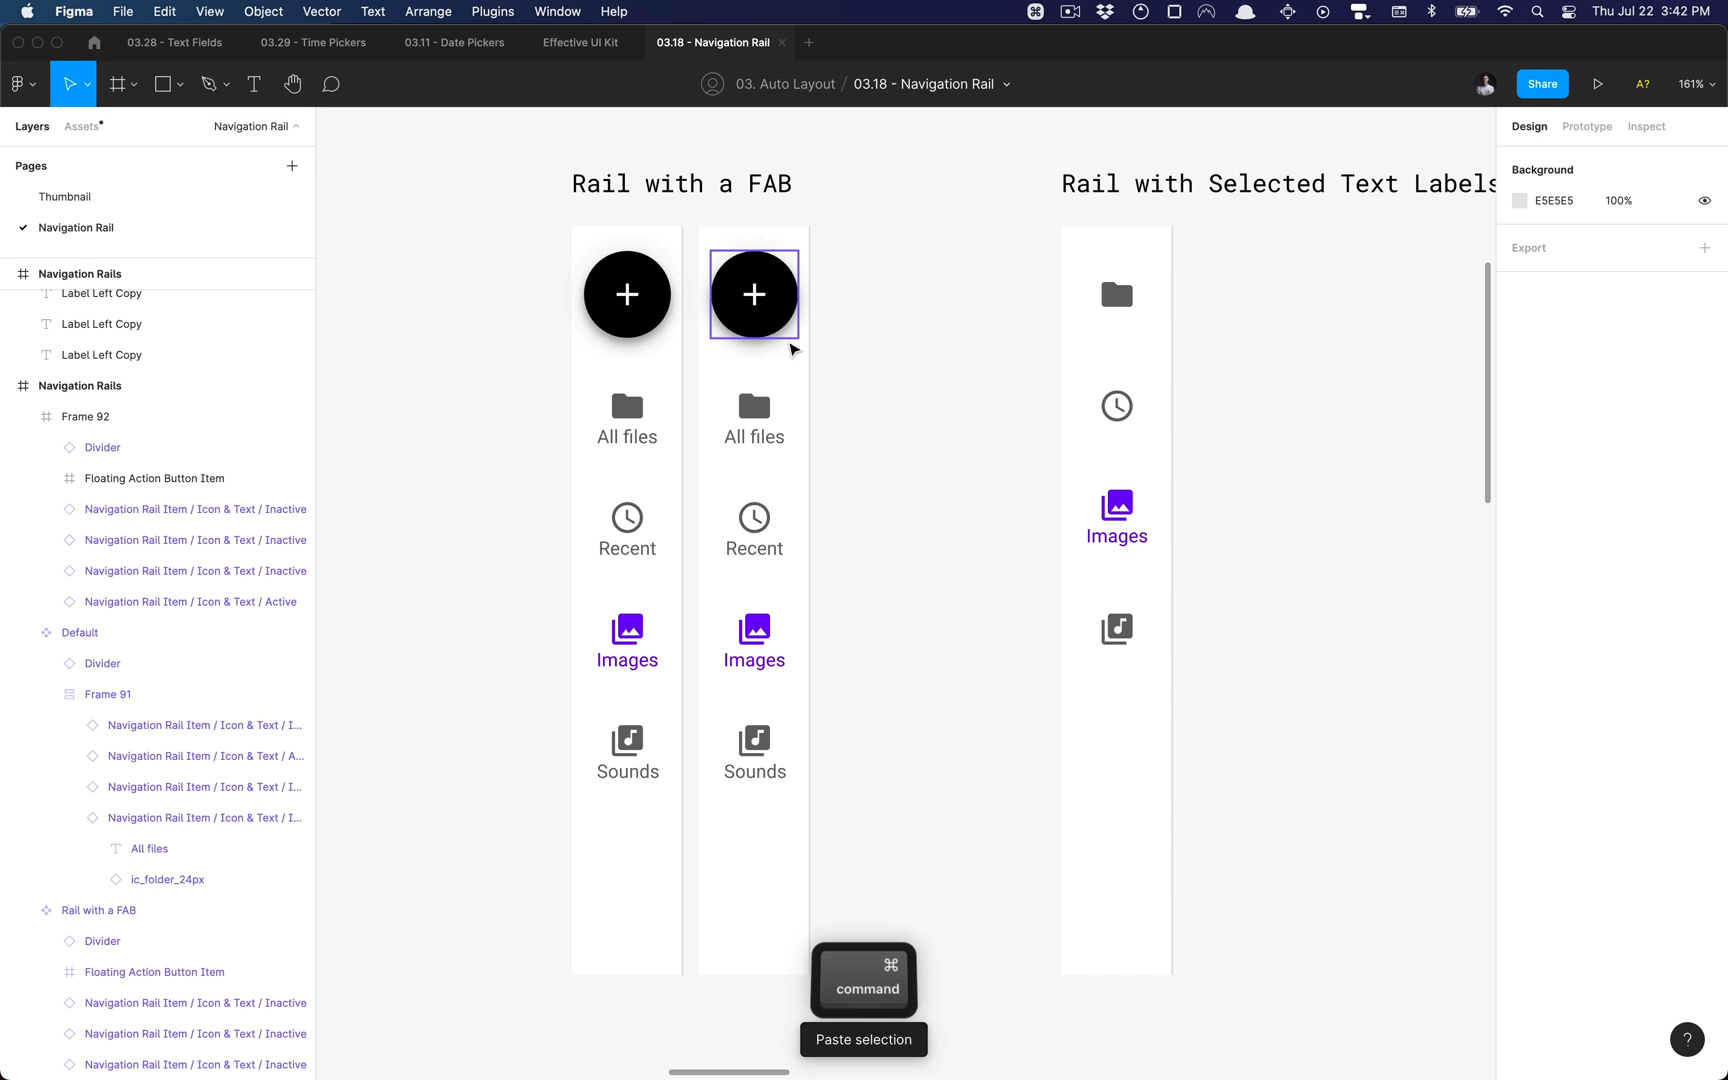 Figma File Edit View Object Vector Text Arrange Plugins Window Help Thu Jul 22 3:42 PM
03.28 - Text Fields 03.29 - Time Pickers 03.11 - Date Pickers Effective UI Kit 03.18 - Navigation Rail
03. Auto Layout / 03.18 - Navigation Rail Share A? 161%
Layers Assets Navigation Rail
Design Prototype Inspect
Pages
Thumbnail
Navigation Rail
Navigation Rails
Label Left Copy
Label Left Copy
Label Left Copy
Navigation Rails
Frame 92
Divider
Floating Action Button Item
Navigation Rail Item / Icon & Text / Inactive
Navigation Rail Item / Icon & Text / Inactive
Navigation Rail Item / Icon & Text / Inactive
Navigation Rail Item / Icon & Text / Active
Default
Divider
Frame 91
Navigation Rail Item / Icon & Text / I...
Navigation Rail Item / Icon & Text / A...
Navigation Rail Item / Icon & Text / I...
Navigation Rail Item / Icon & Text / I...
All files
ic_folder_24px
Rail with a FAB
Divider
Floating Action Button Item
Navigation Rail Item / Icon & Text / Inactive
Navigation Rail Item / Icon & Text / Inactive
Navigation Rail Item / Icon & Text / Inactive
Rail with a FAB
All files All files
Recent Recent
Images Images
Sounds Sounds
Rail with Selected Text Labels
Images
⌘
command
Paste selection
Background
E5E5E5 100%
Export
?